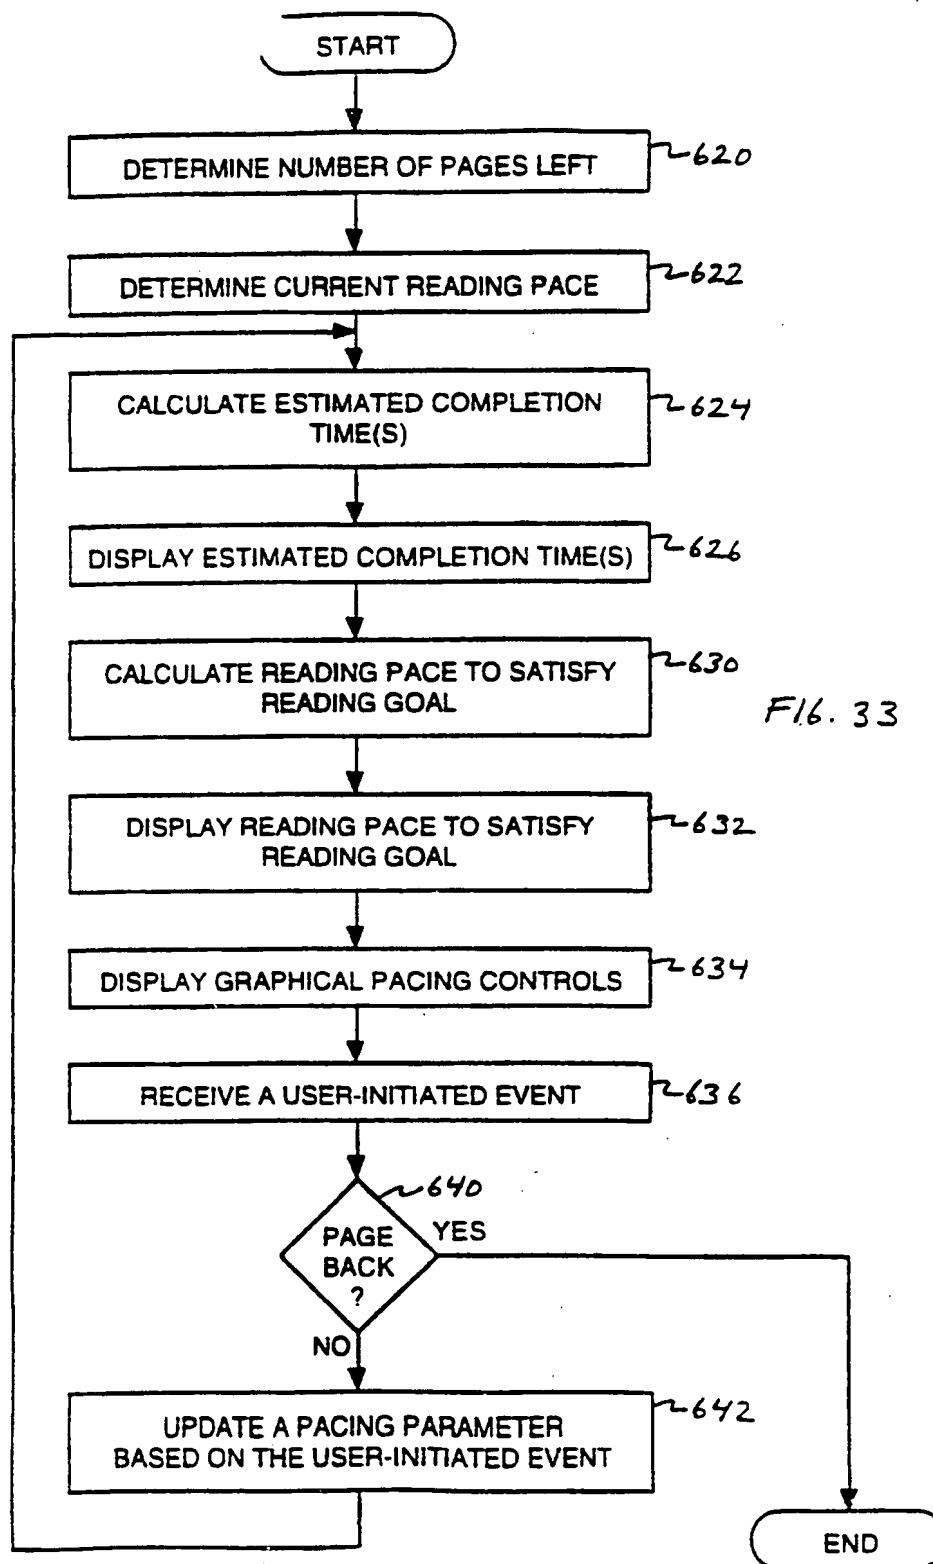 START
DETERMINE NUMBER OF PAGES LEFT
620
DETERMINE CURRENT READING PACE
622
CALCULATE ESTIMATED COMPLETION
TIME(S)
624
DISPLAY ESTIMATED COMPLETION TIME(S)
626
CALCULATE READING PACE TO SATISFY
READING GOAL
630
FIG. 33
DISPLAY READING PACE TO SATISFY
READING GOAL
632
DISPLAY GRAPHICAL PACING CONTROLS
634
RECEIVE A USER-INITIATED EVENT
636
640
PAGE
BACK
?
YES
NO
UPDATE A PACING PARAMETER
BASED ON THE USER-INITIATED EVENT
642
END